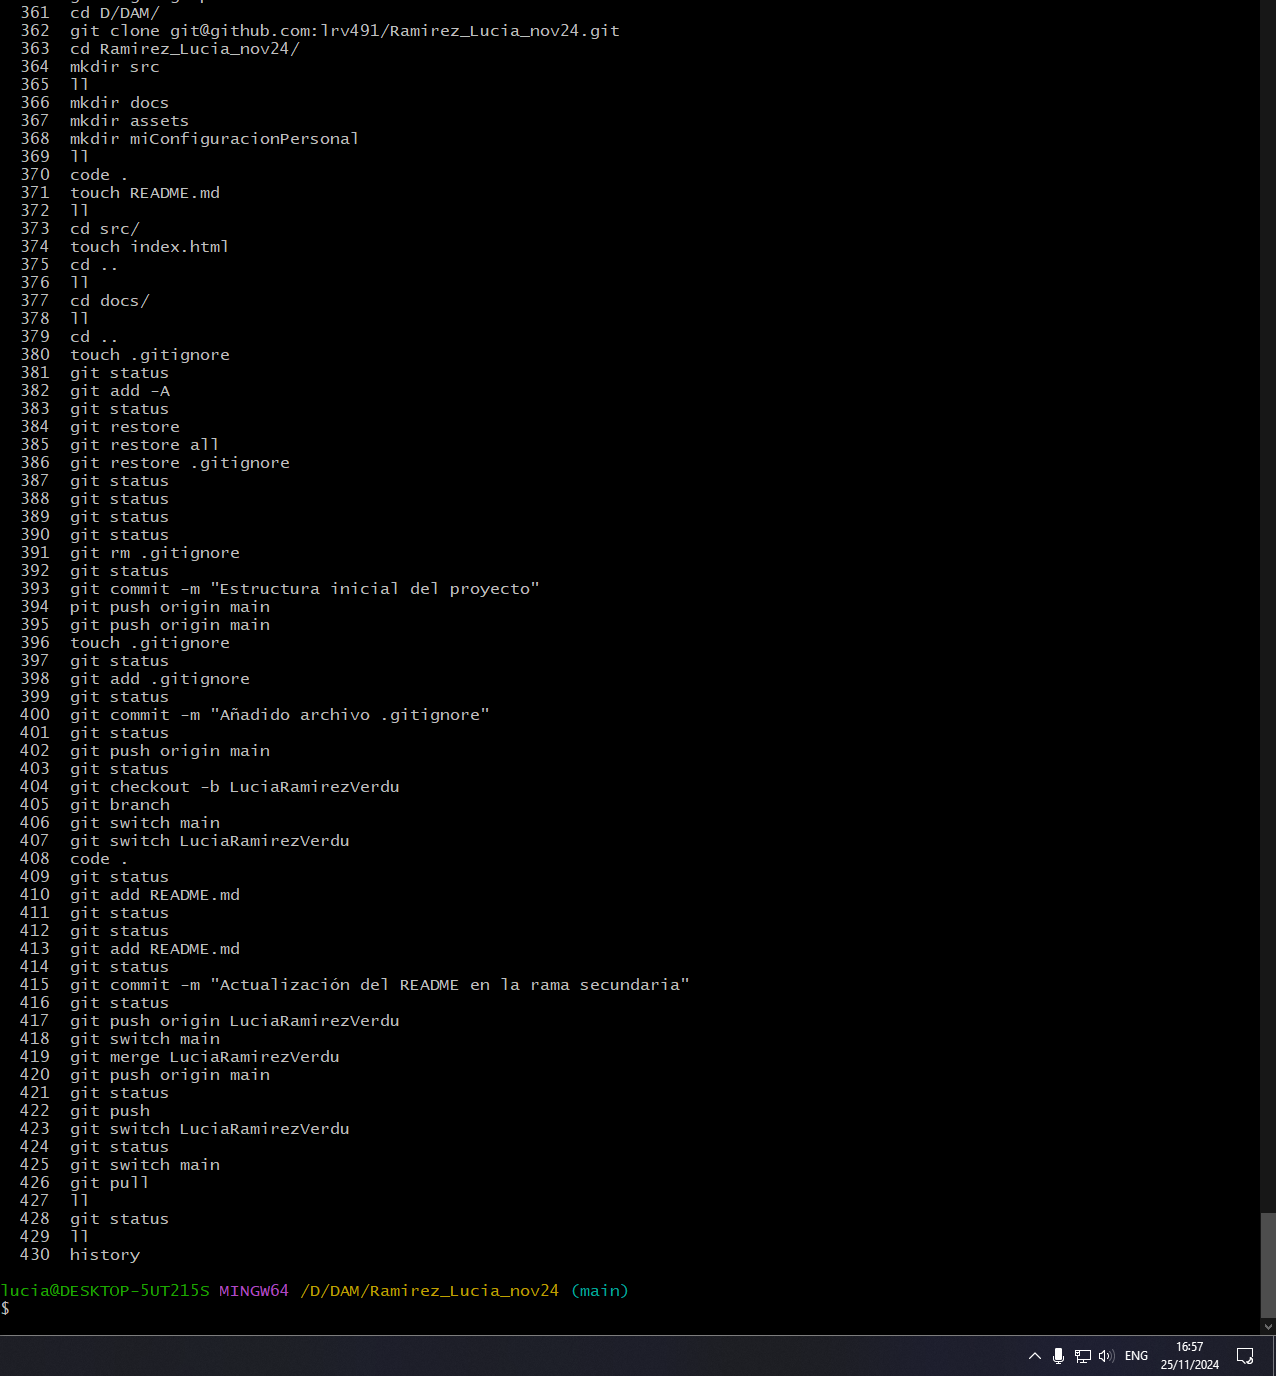 361 cd D/DAM/
362 git clone git@github.com:lrv491/Ramirez_Lucia_nov24.git
363 cd Ramirez_Lucia_nov24/
364 mkdir src
365 ll
366 mkdir docs
367 mkdir assets
368 mkdir miConfiguracionPersonal
369 ll
370 code .
371 touch README.md
372 ll
373 cd src/
374 touch index.html
375 cd ..
376 ll
377 cd docs/
378 ll
379 cd ..
380 touch .gitignore
381 git status
382 git add -A
383 git status
384 git restore
385 git restore all
386 git restore .gitignore
387 git status
388 git status
389 git status
390 git status
391 git rm .gitignore
392 git status
393 git commit -m "Estructura inicial del proyecto"
394 pit push origin main
395 git push origin main
396 touch .gitignore
397 git status
398 git add .gitignore
399 git status
400 git commit -m "Añadido archivo .gitignore"
401 git status
402 git push origin main
403 git status
404 git checkout -b LuciaRamirezVerdu
405 git branch
406 git switch main
407 git switch LuciaRamirezVerdu
408 code .
409 git status
410 git add README.md
411 git status
412 git status
413 git add README.md
414 git status
415 git commit -m "Actualización del README en la rama secundaria"
416 git status
417 git push origin LuciaRamirezVerdu
418 git switch main
419 git merge LuciaRamirezVerdu
420 git push origin main
421 git status
422 git push
423 git switch LuciaRamirezVerdu
424 git status
425 git switch main
426 git pull
427 ll
428 git status
429 ll
430 history
lucia@DESKTOP-5UT215S MINGW64 /D/DAM/Ramirez_Lucia_nov24 (main)
$
ENG
16:57
25/11/2024